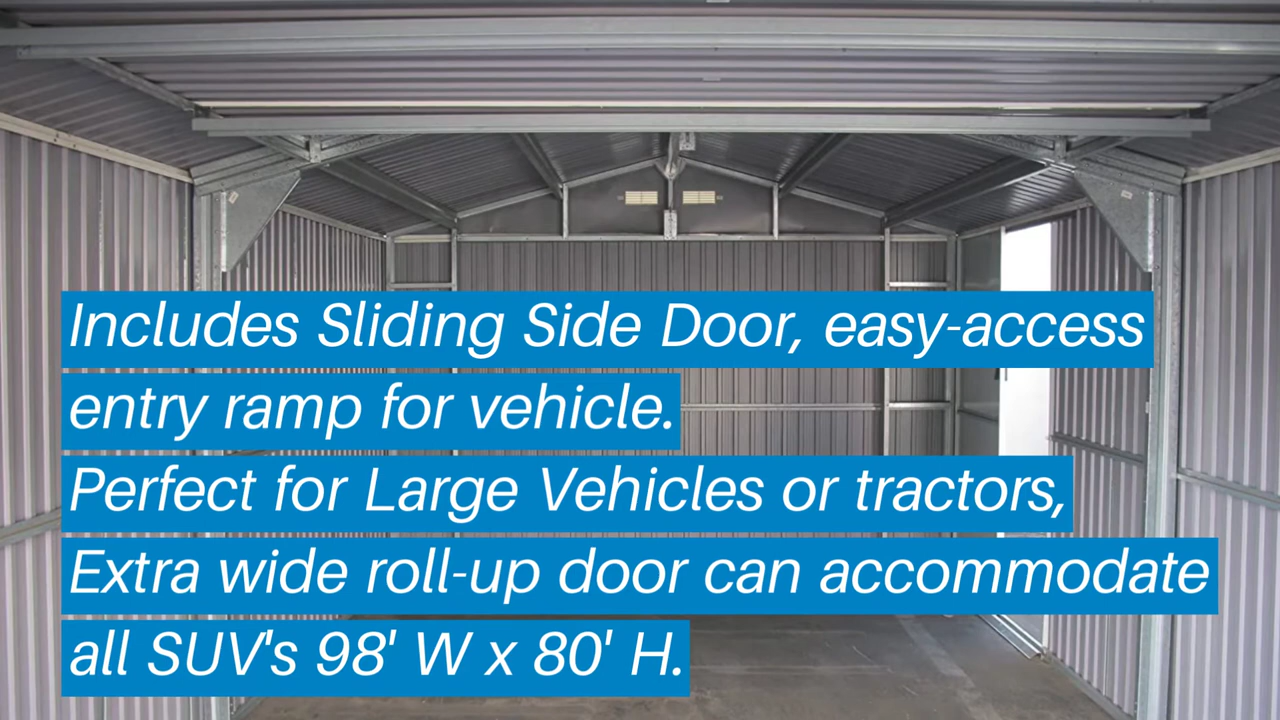 Includes Sliding Side Door, easy-access
entry ramp for vehicle.
Perfect for Large Vehicles or tractors,
Extra wide roll-up door can accommodate
all SUV's 98' W x 80' H.